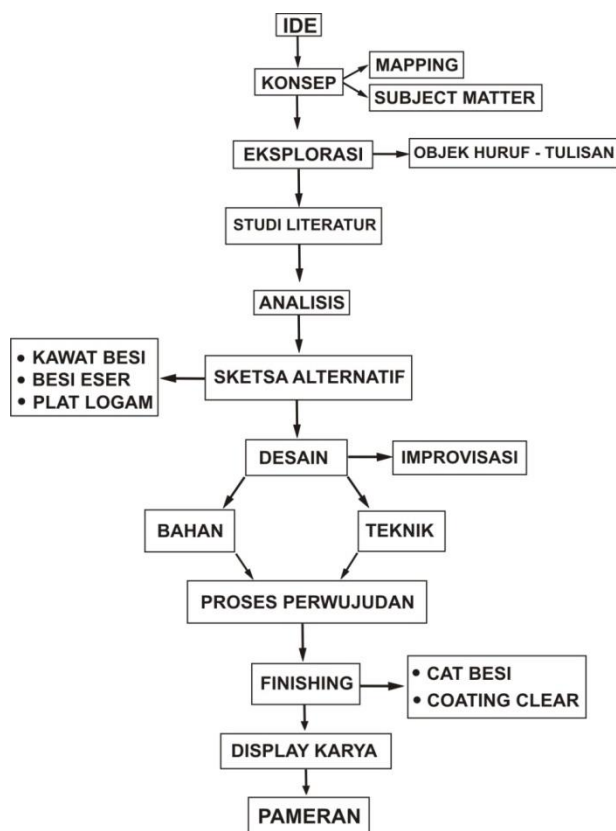 IDE
MAPPING
KONSEP
SUBJECT MATTER
EKSPLORASI
OBJEK HURUF - TULISAN
STUDI LITERATUR
ANALISIS
• KAWAT BESI
• BESI ESER
• PLAT LOGAM
SKETSA ALTERNATIF
DESAIN
IMPROVISASI
BAHAN
TEKNIK
PROSES PERWUJUDAN
FINISHING
• CAT BESI
• COATING CLEAR
DISPLAY KARYA
PAMERAN